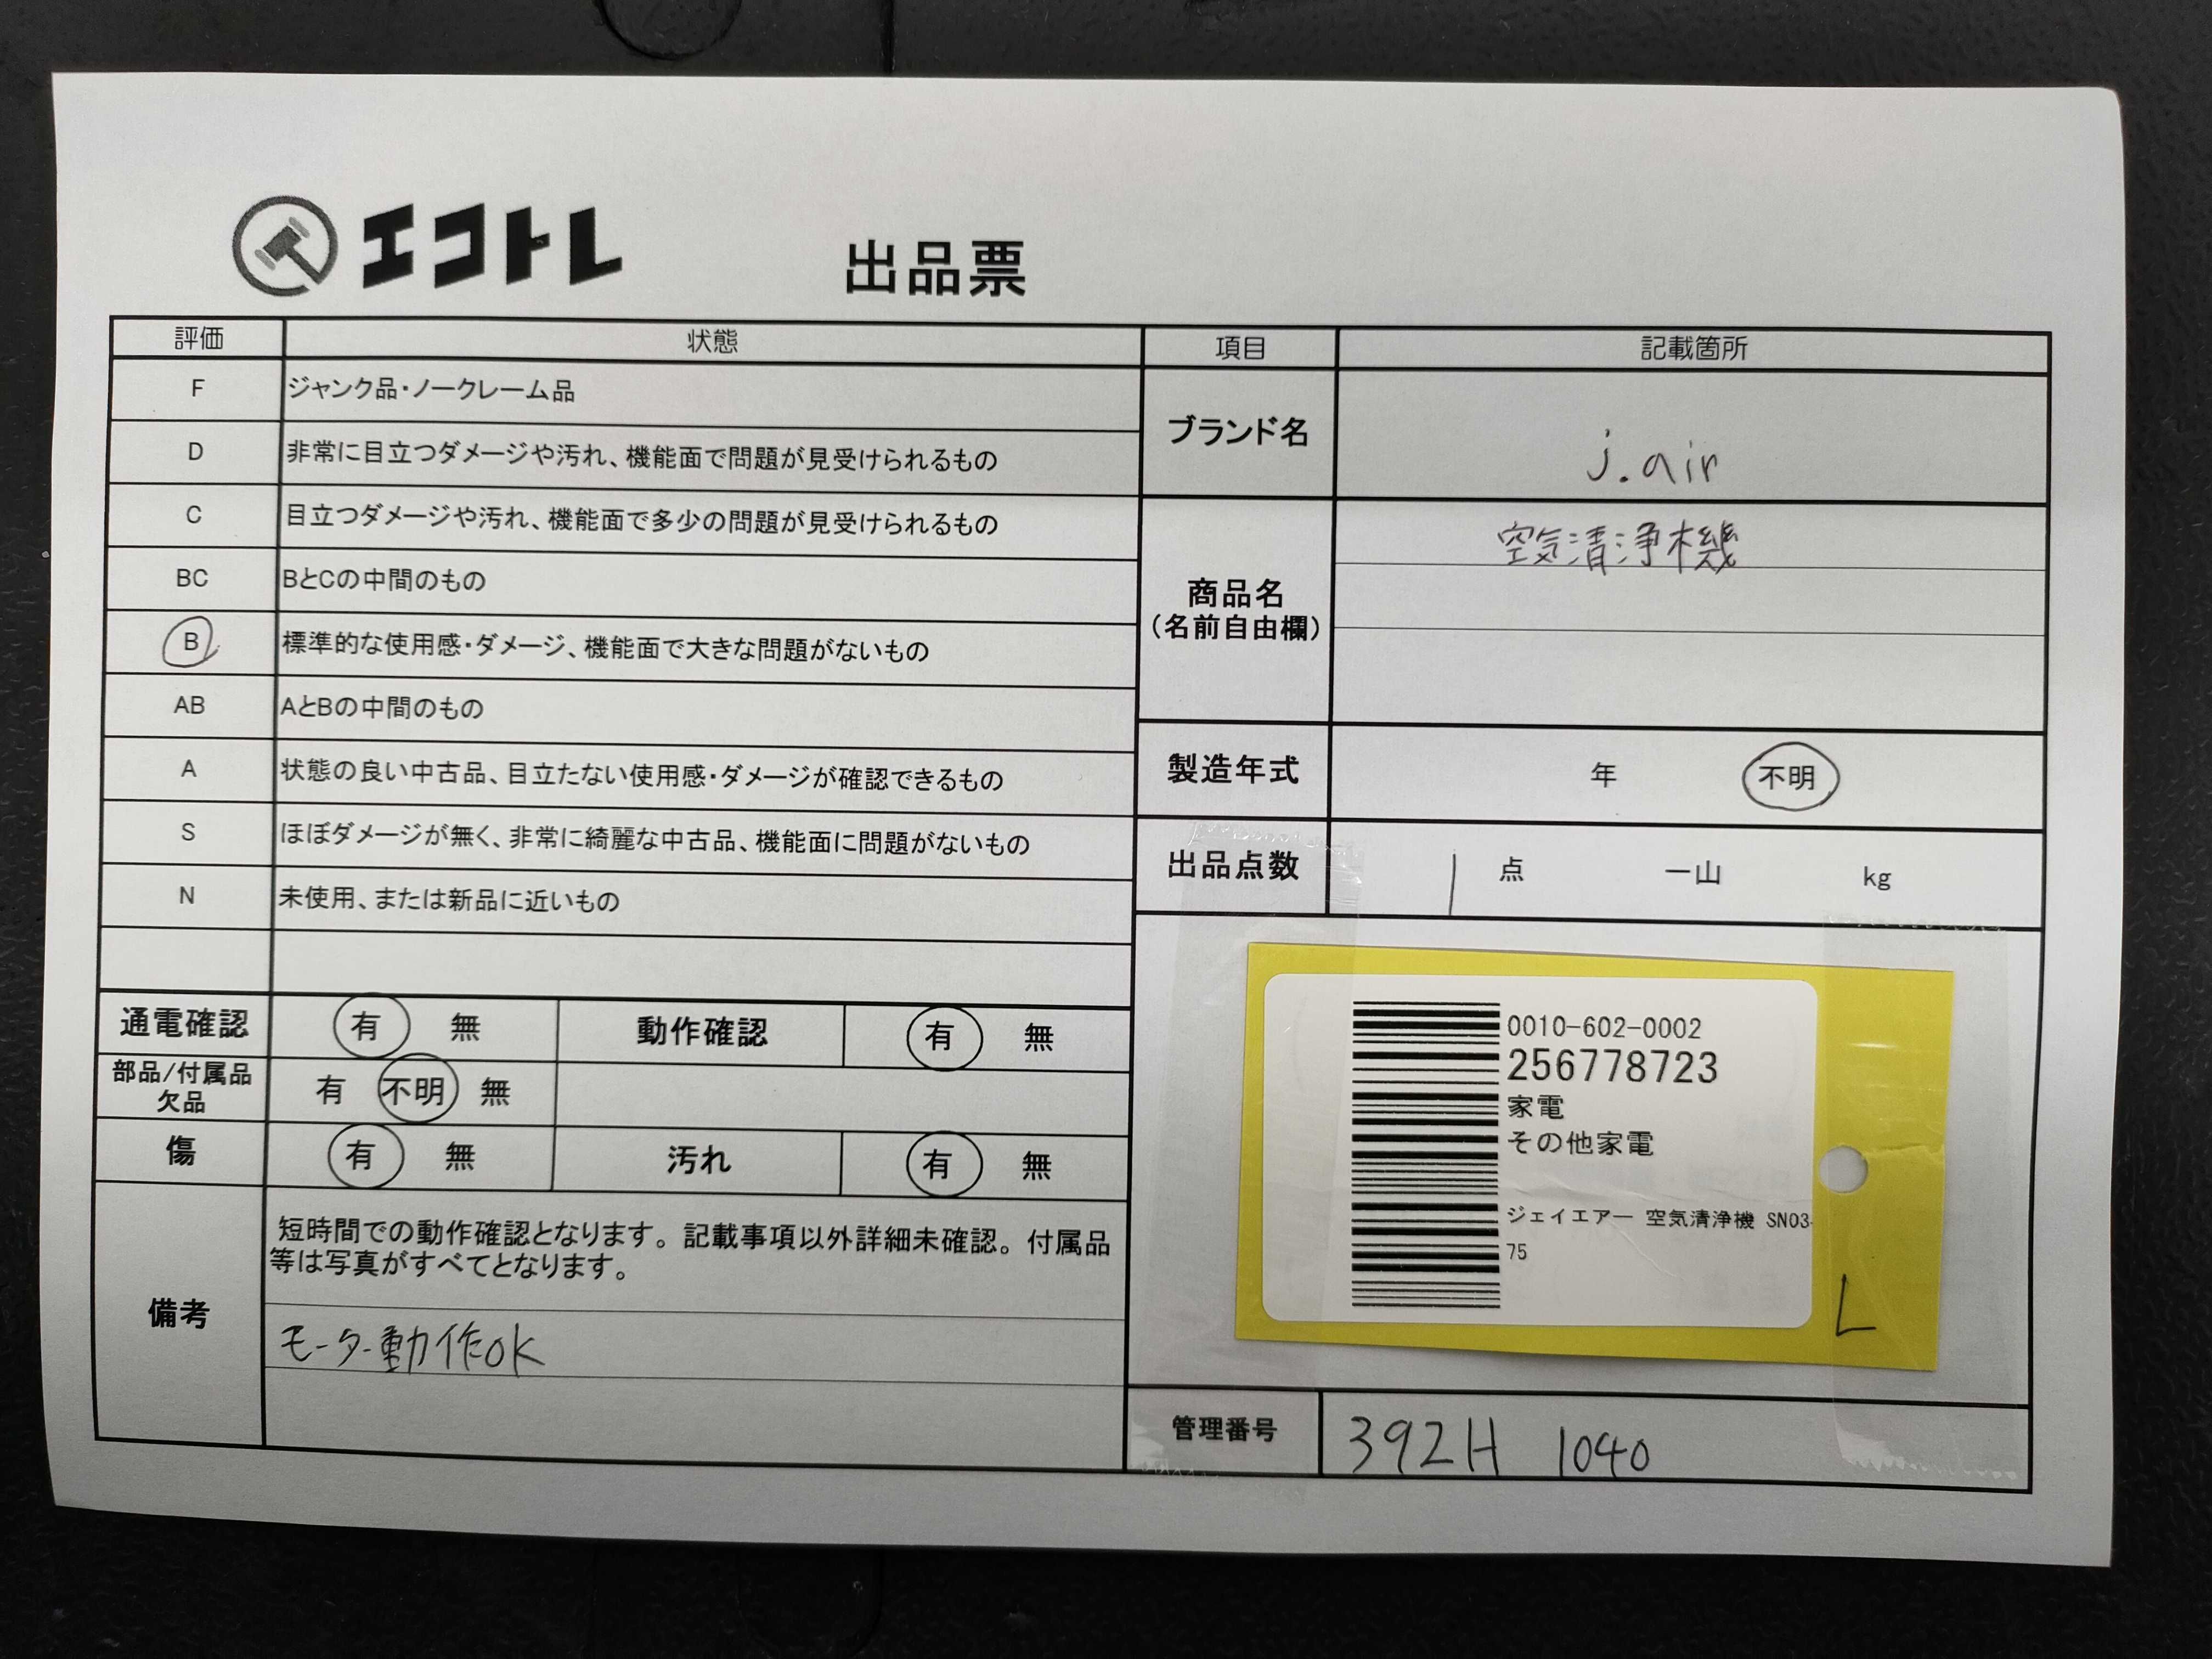 エコトレ
出品票
評価 状態
F ジャンク品・ノークレーム品
D 非常に目立つダメージや汚れ、機能面で問題が見受けられるもの
C 目立つダメージや汚れ、機能面で多少の問題が見受けられるもの
BC BとCの中間のもの
B 標準的な使用感・ダメージ、機能面で大きな問題がないもの
AB AとBの中間のもの
A 状態の良い中古品、目立たない使用感・ダメージが確認できるもの
S ほぼダメージが無く、非常に綺麗な中古品、機能面に問題がないもの
N 未使用、または新品に近いもの
通電確認 有 無 動作確認 有 無
部品/付属品
欠品 有 不明 無
傷 有 無 汚れ 有 無
備考
短時間での動作確認となります。記載事項以外詳細未確認。付属品
等は写真がすべてとなります。
モーター動作OK
項目 記載箇所
ブランド名 j.air
商品名
(名前自由欄)
空気清浄機
製造年式 年 不明
出品点数 1 点 一山 kg
0010-602-0002
256778723
家電
その他家電
ジェイエアー 空気清浄機 SN03-
75
L
管理番号 392H 1040